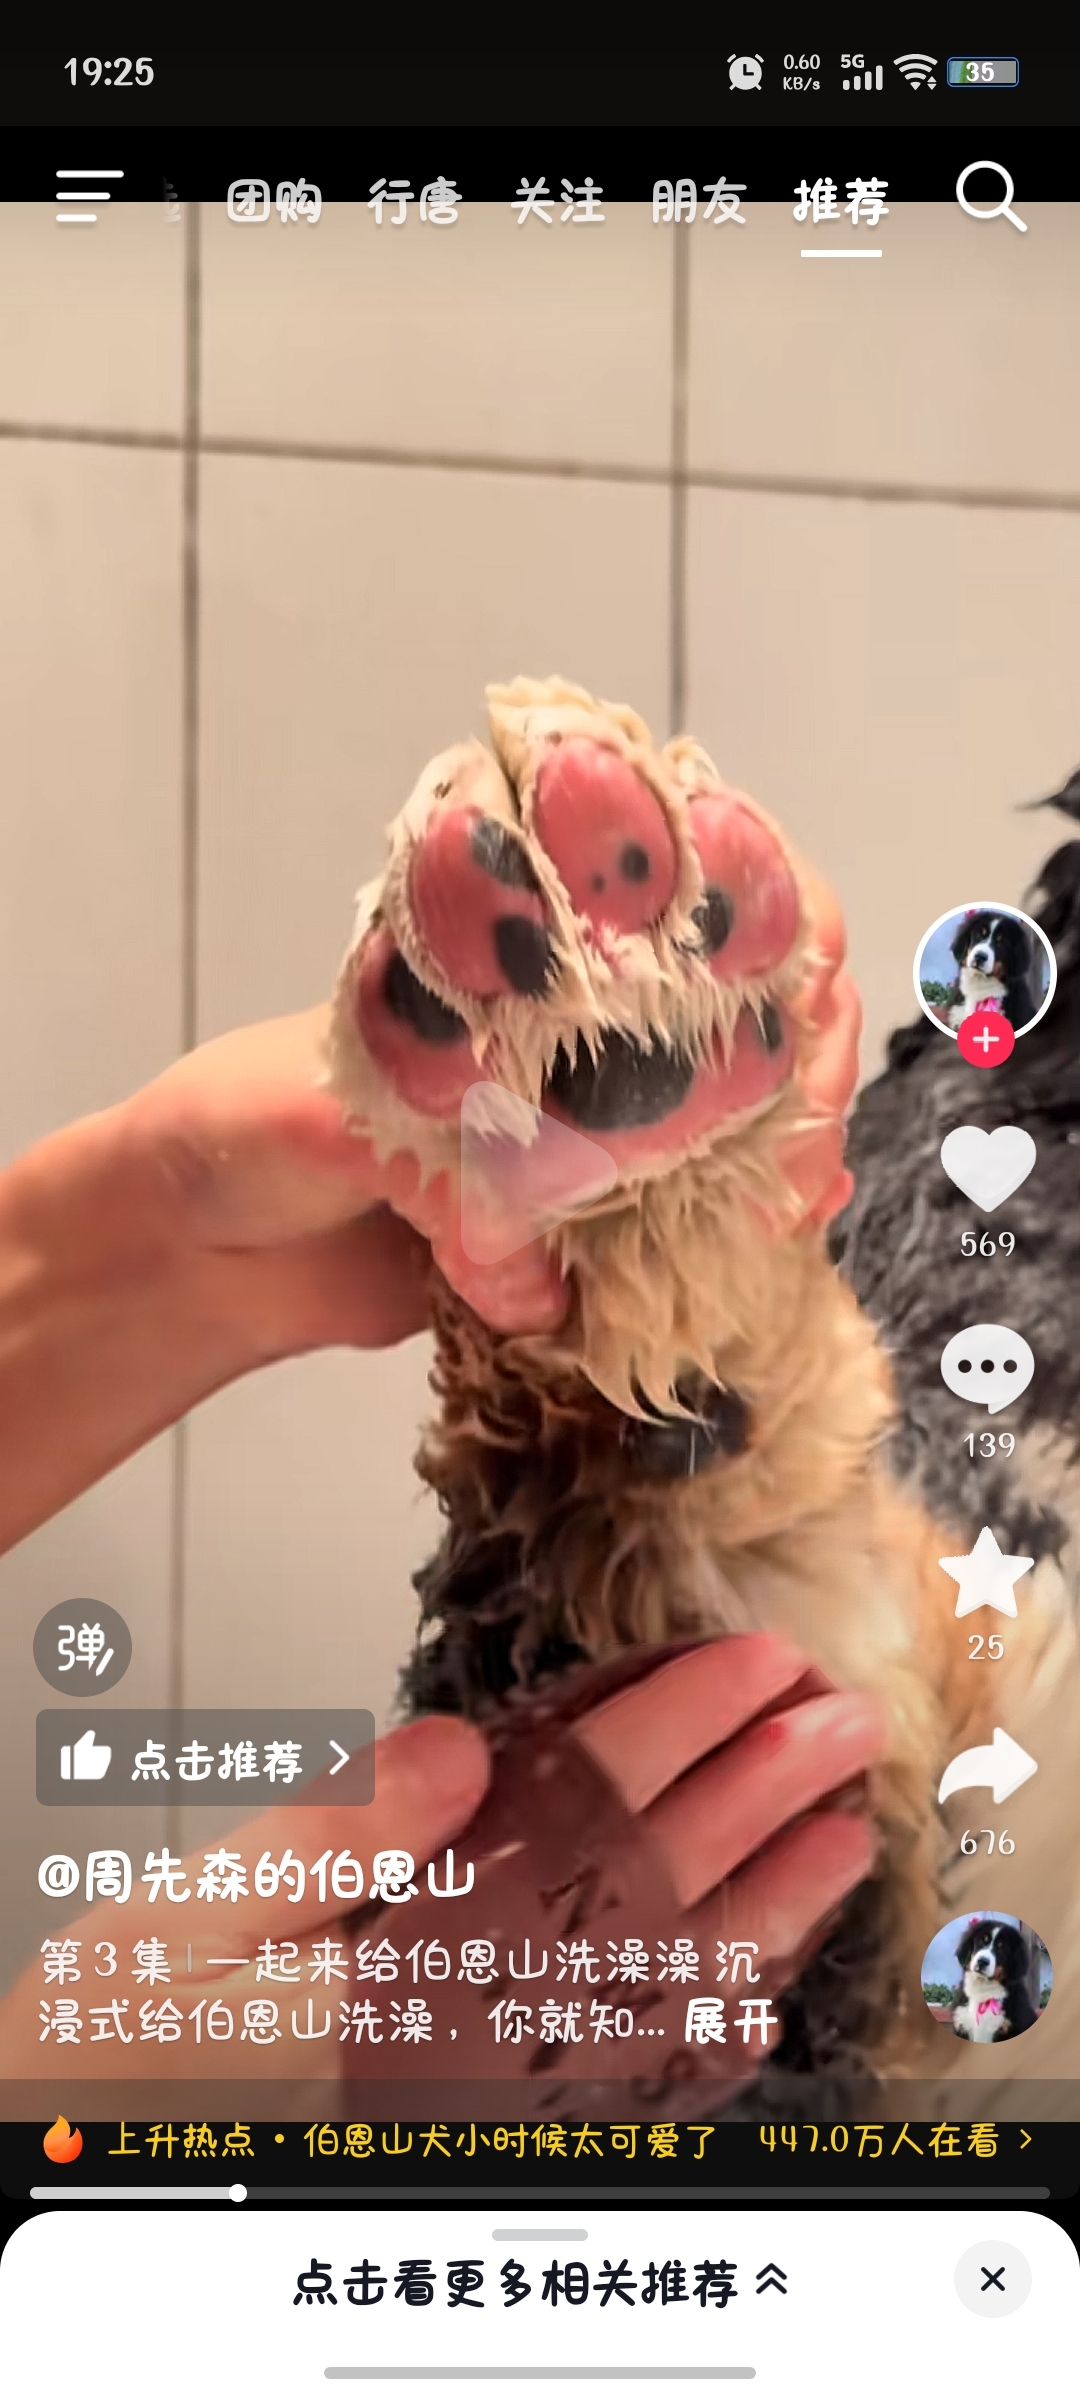 19:25
0.60 KB/s 5G 35
团购 行唐 关注 朋友 推荐
569
139
25
弹
点击推荐
676
@周先森的伯恩山
第3集|一起来给伯恩山洗澡澡 沉
浸式给伯恩山洗澡，你就知... 展开
上升热点·伯恩山犬小时候太可爱了 447.0万人在看
点击看更多相关推荐